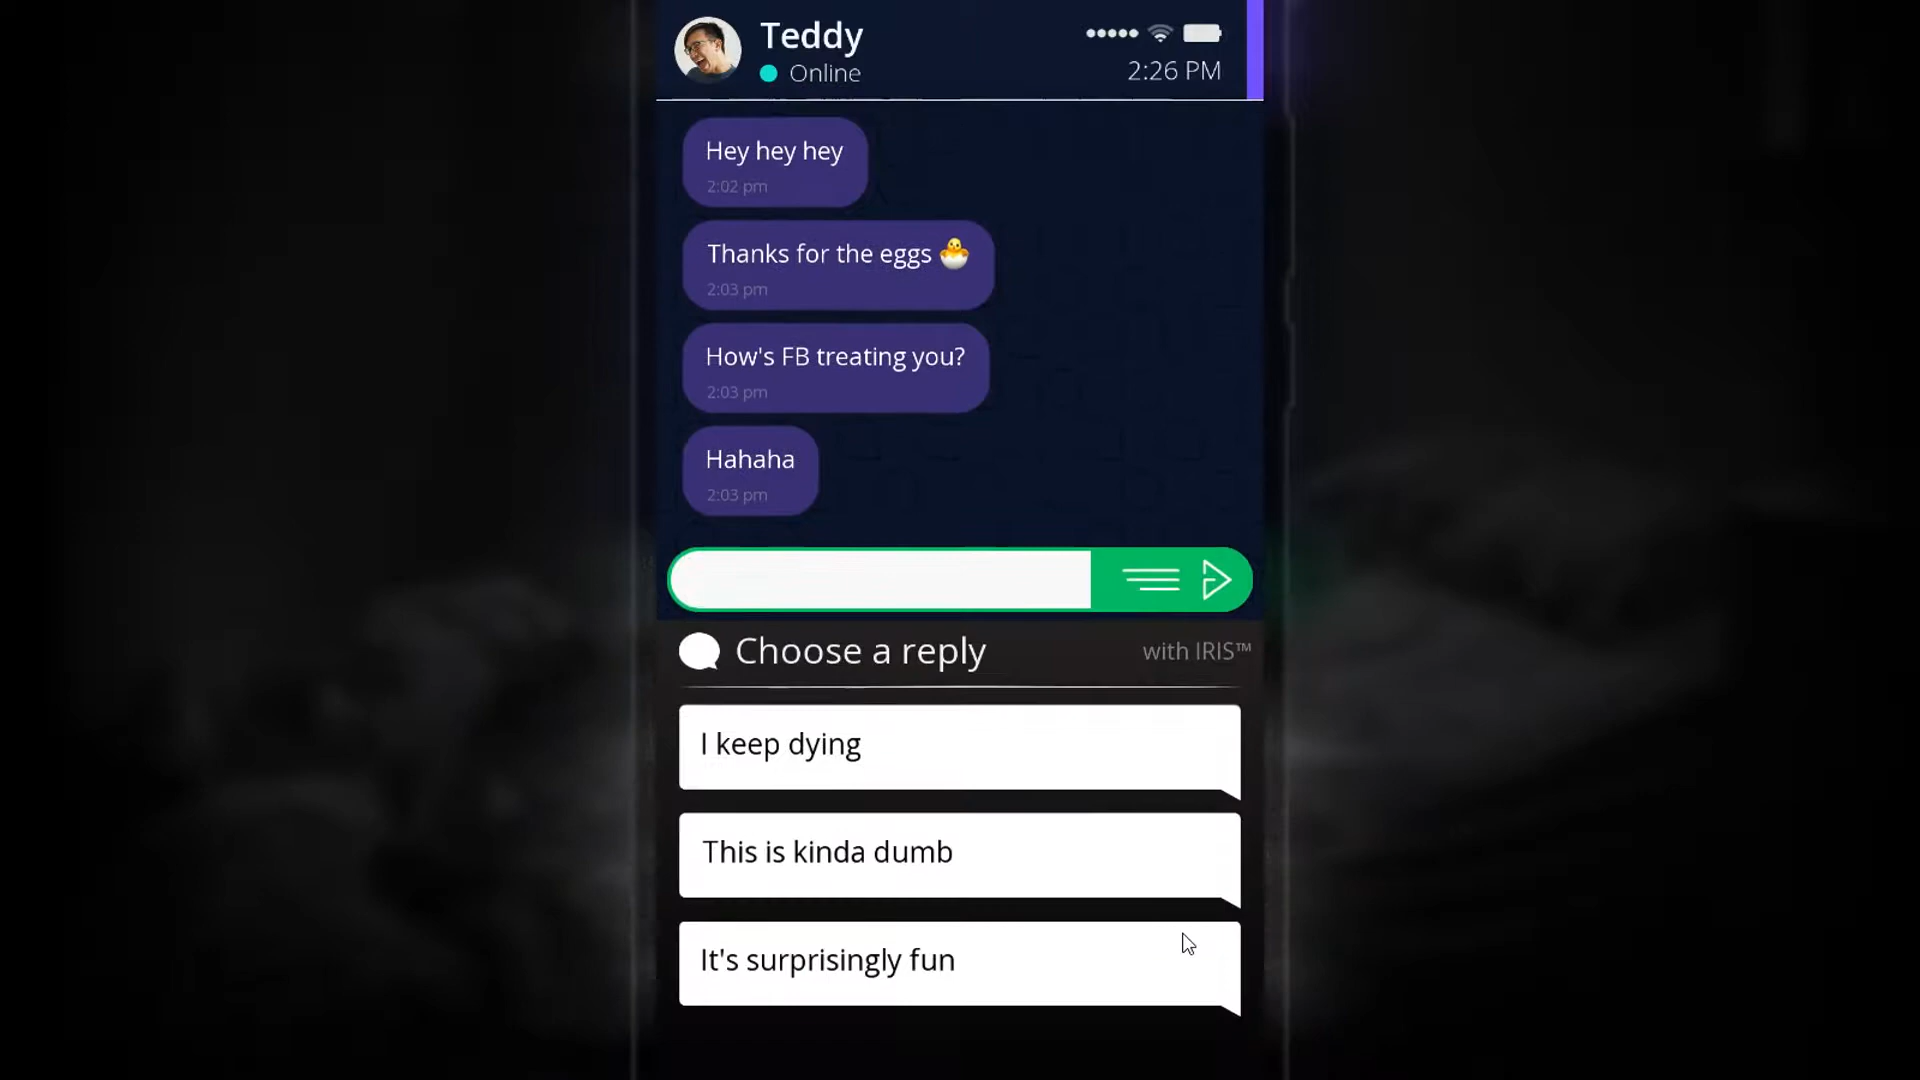 Teddy
Online
2:26 PM
Hey hey hey
2:02 pm
Thanks for the eggs 🐣
2:03 pm
How's FB treating you?
2:03 pm
Hahaha
2:03 pm
Choose a reply
with IRIS™
I keep dying
This is kinda dumb
It's surprisingly fun